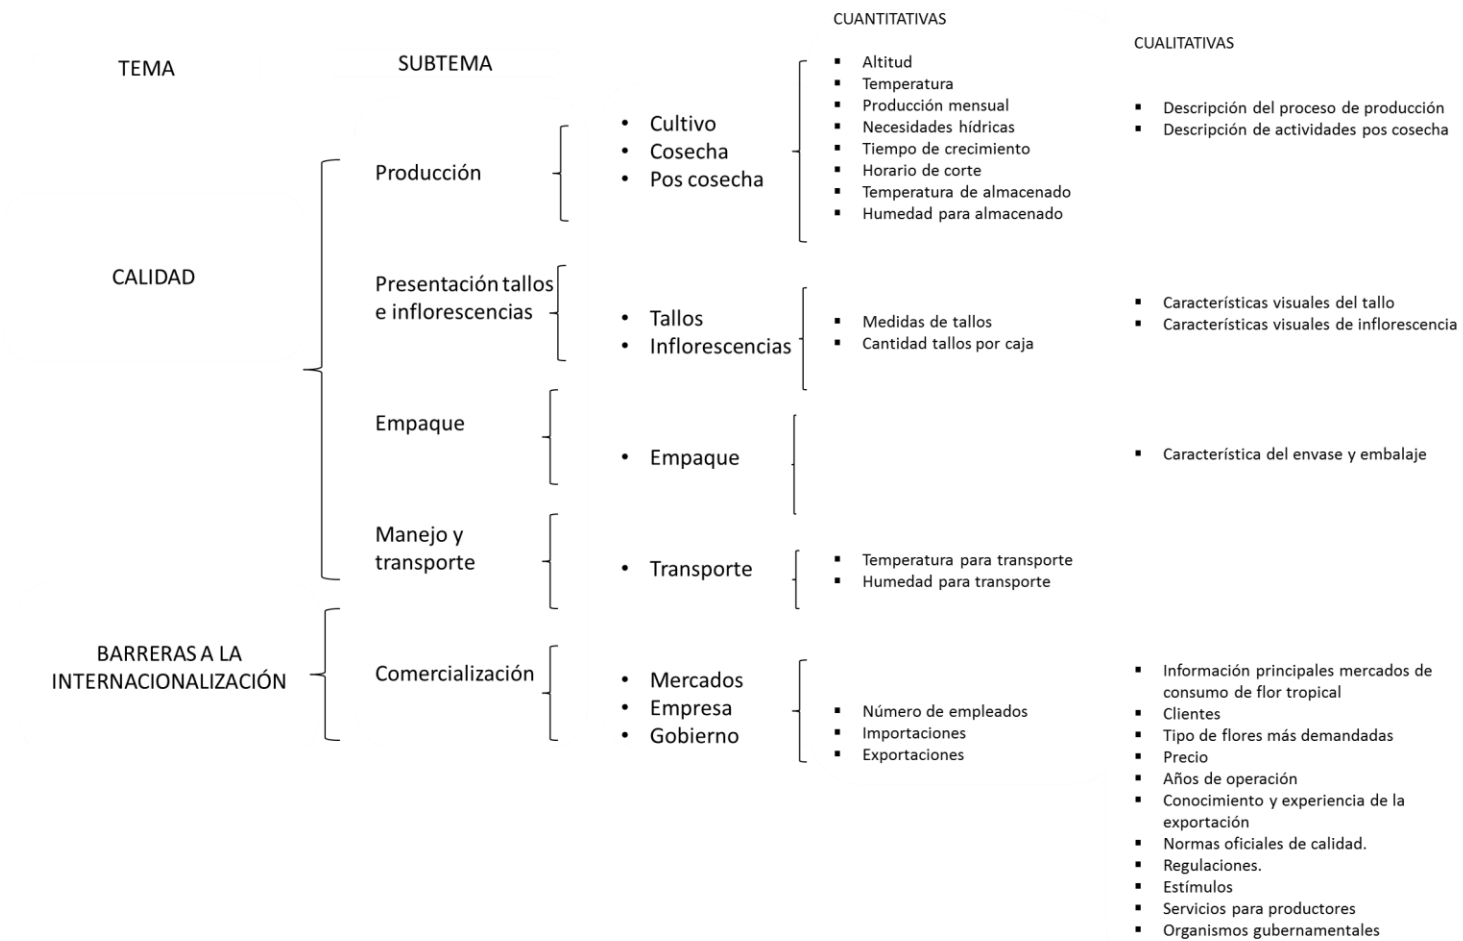 TEMA
SUBTEMA
CUANTITATIVAS
CUALITATIVAS
CALIDAD
Producción
• Cultivo
• Cosecha
• Pos cosecha
▪ Altitud
▪ Temperatura
▪ Producción mensual
▪ Necesidades hídricas
▪ Tiempo de crecimiento
▪ Horario de corte
▪ Temperatura de almacenado
▪ Humedad para almacenado
▪ Descripción del proceso de producción
▪ Descripción de actividades pos cosecha
Presentación tallos
e inflorescencias
• Tallos
• Inflorescencias
▪ Medidas de tallos
▪ Cantidad tallos por caja
▪ Características visuales del tallo
▪ Características visuales de inflorescencia
Empaque
• Empaque
▪ Característica del envase y embalaje
Manejo y
transporte
• Transporte
▪ Temperatura para transporte
▪ Humedad para transporte
BARRERAS A LA
INTERNACIONALIZACIÓN
Comercialización
• Mercados
• Empresa
• Gobierno
▪ Número de empleados
▪ Importaciones
▪ Exportaciones
▪ Información principales mercados de
consumo de flor tropical
▪ Clientes
▪ Tipo de flores más demandadas
▪ Precio
▪ Años de operación
▪ Conocimiento y experiencia de la
exportación
▪ Normas oficiales de calidad.
▪ Regulaciones.
▪ Estímulos
▪ Servicios para productores
▪ Organismos gubernamentales